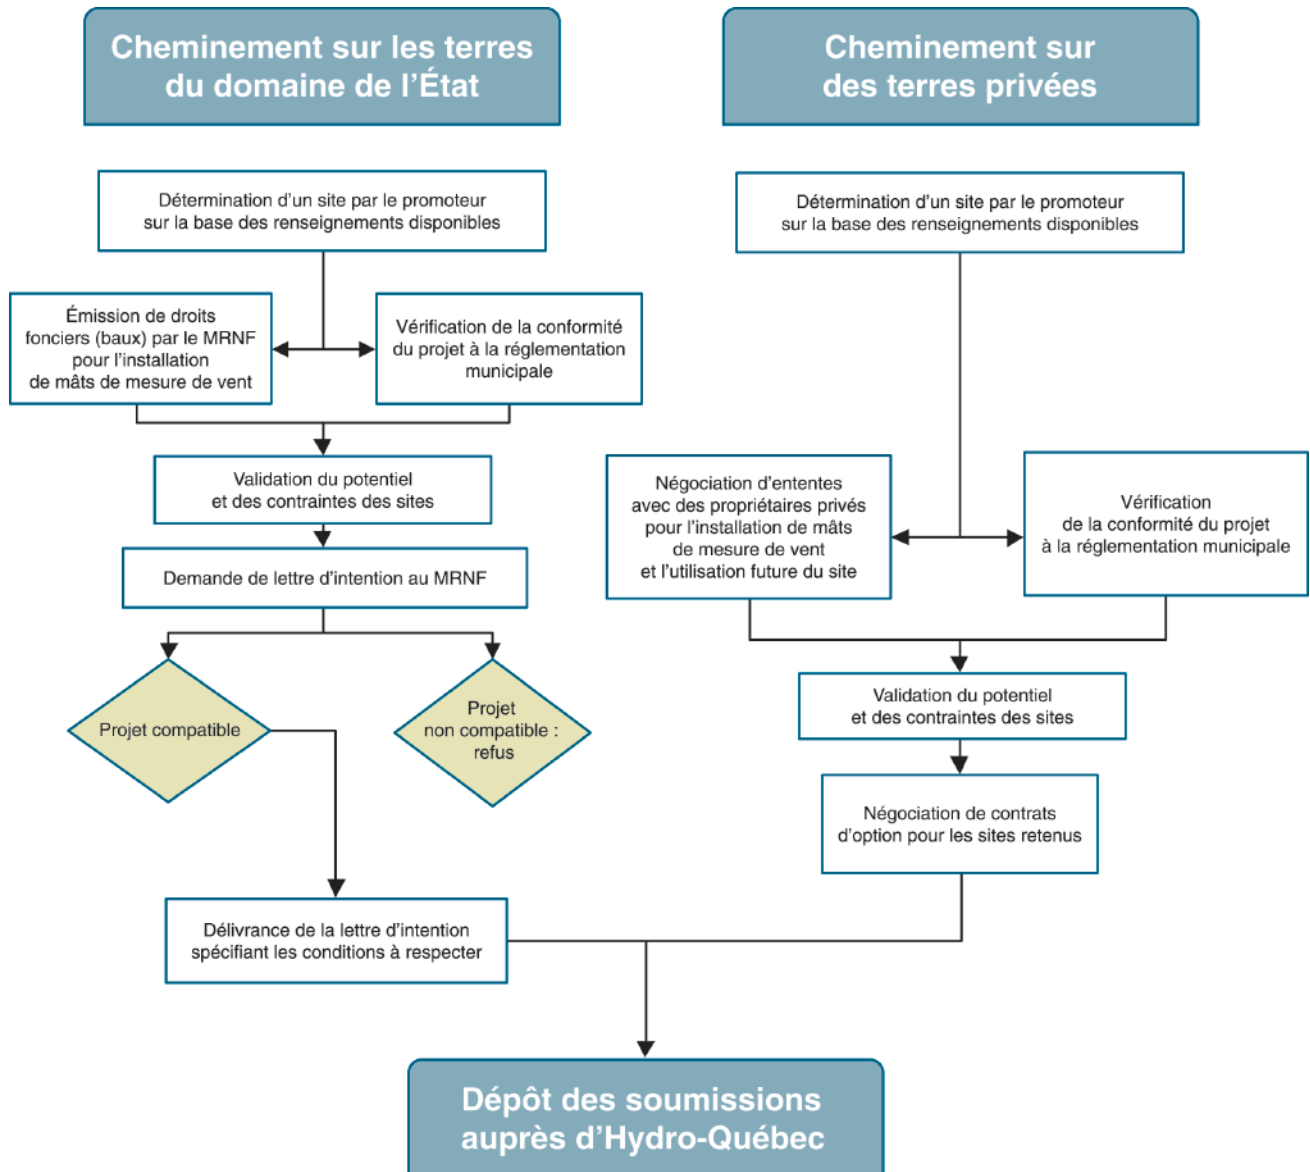 Cheminement sur les terres
du domaine de l'État
Cheminement sur
des terres privées
Détermination d'un site par le promoteur
sur la base des renseignements disponibles
Détermination d'un site par le promoteur
sur la base des renseignements disponibles
Émission de droits
fonciers (baux) par le MRNF
pour l'installation
de mâts de mesure de vent
Vérification de la conformité
du projet à la réglementation
municipale
Validation du potentiel
et des contraintes des sites
Négociation d'ententes
avec des propriétaires privés
pour l'installation de mâts
de mesure de vent
et l'utilisation future du site
Vérification
de la conformité du projet
à la réglementation municipale
Demande de lettre d'intention au MRNF
Projet compatible
Projet
non compatible :
refus
Validation du potentiel
et des contraintes des sites
Négociation de contrats
d'option pour les sites retenus
Délivrance de la lettre d'intention
spécifiant les conditions à respecter
Dépôt des soumissions
auprès d'Hydro-Québec